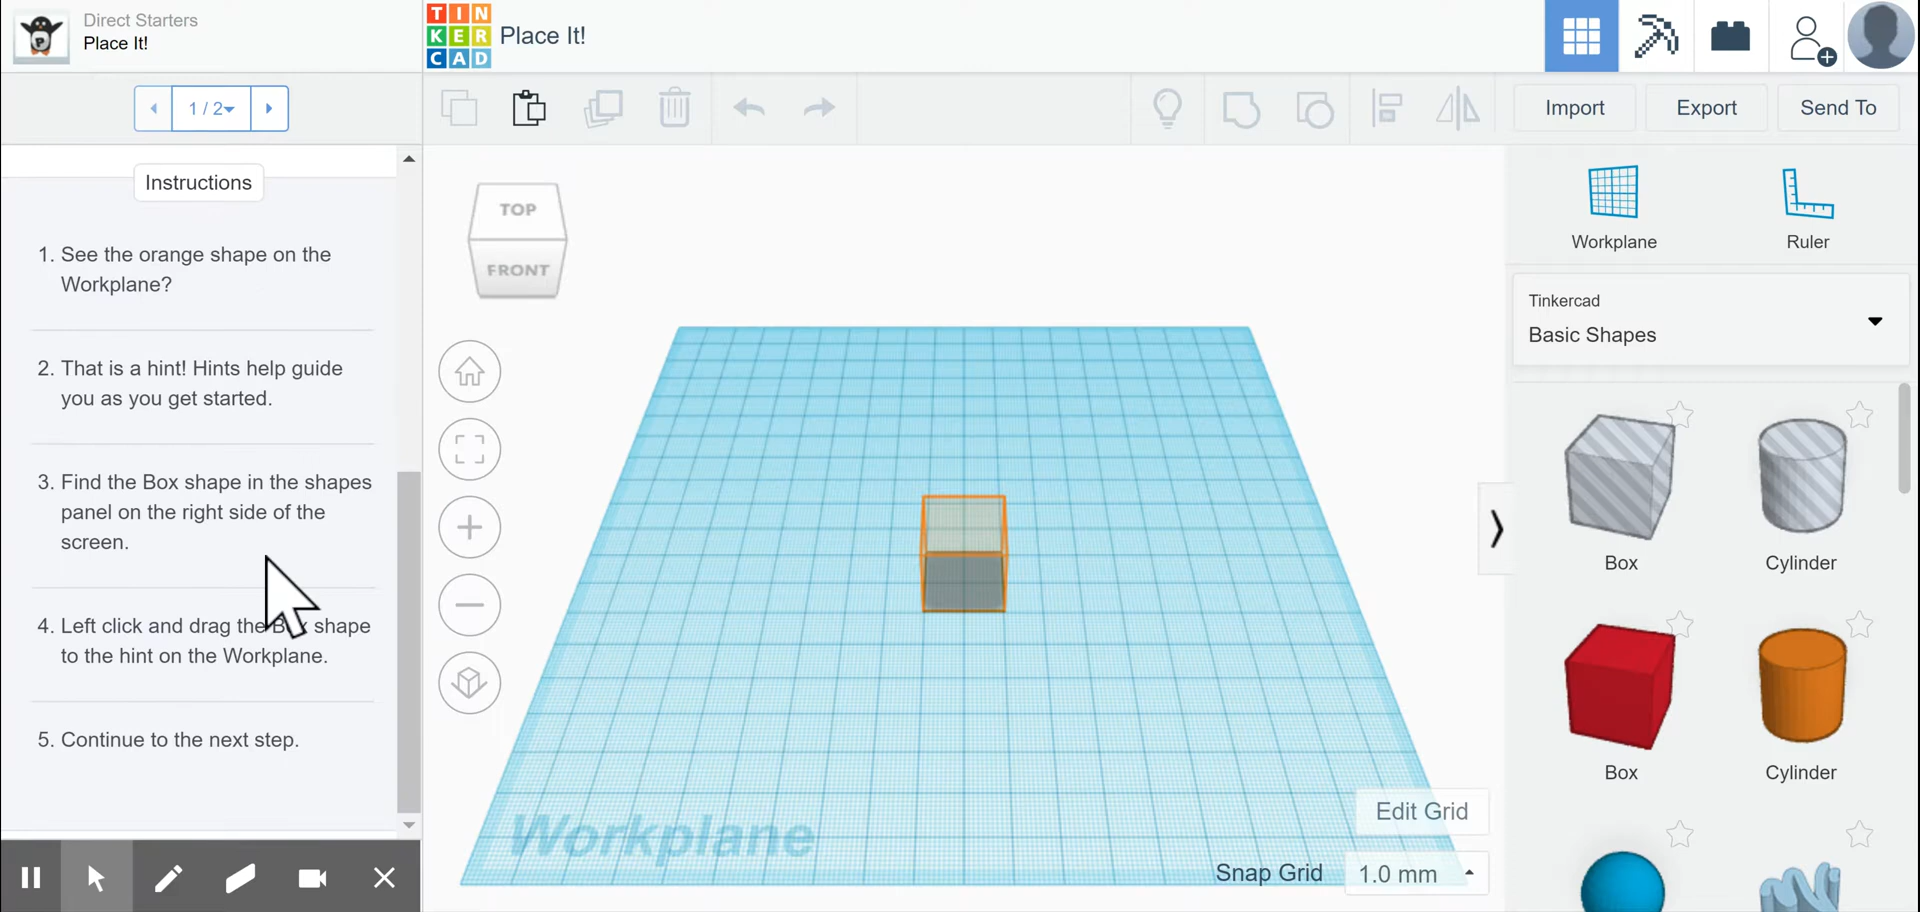 Direct Starters
Place It!
TIN
KER
CAD
Place It!
1 / 2
Import
Export
Send To
Instructions
1. See the orange shape on the
Workplane?
2. That is a hint! Hints help guide
you as you get started.
3. Find the Box shape in the shapes
panel on the right side of the
screen.
4. Left click and drag the B shape
to the hint on the Workplane.
5. Continue to the next step.
TOP
FRONT
Workplane
Edit Grid
Snap Grid
1.0 mm
Workplane
Ruler
Tinkercad
Basic Shapes
Box
Cylinder
Box
Cylinder